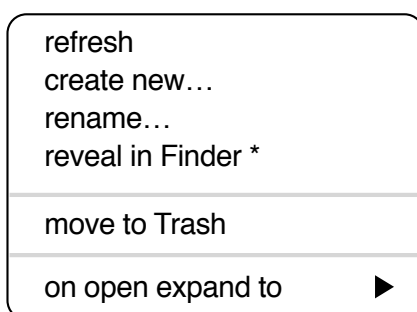 refresh
create new…
rename…
reveal in Finder *
move to Trash
on open expand to